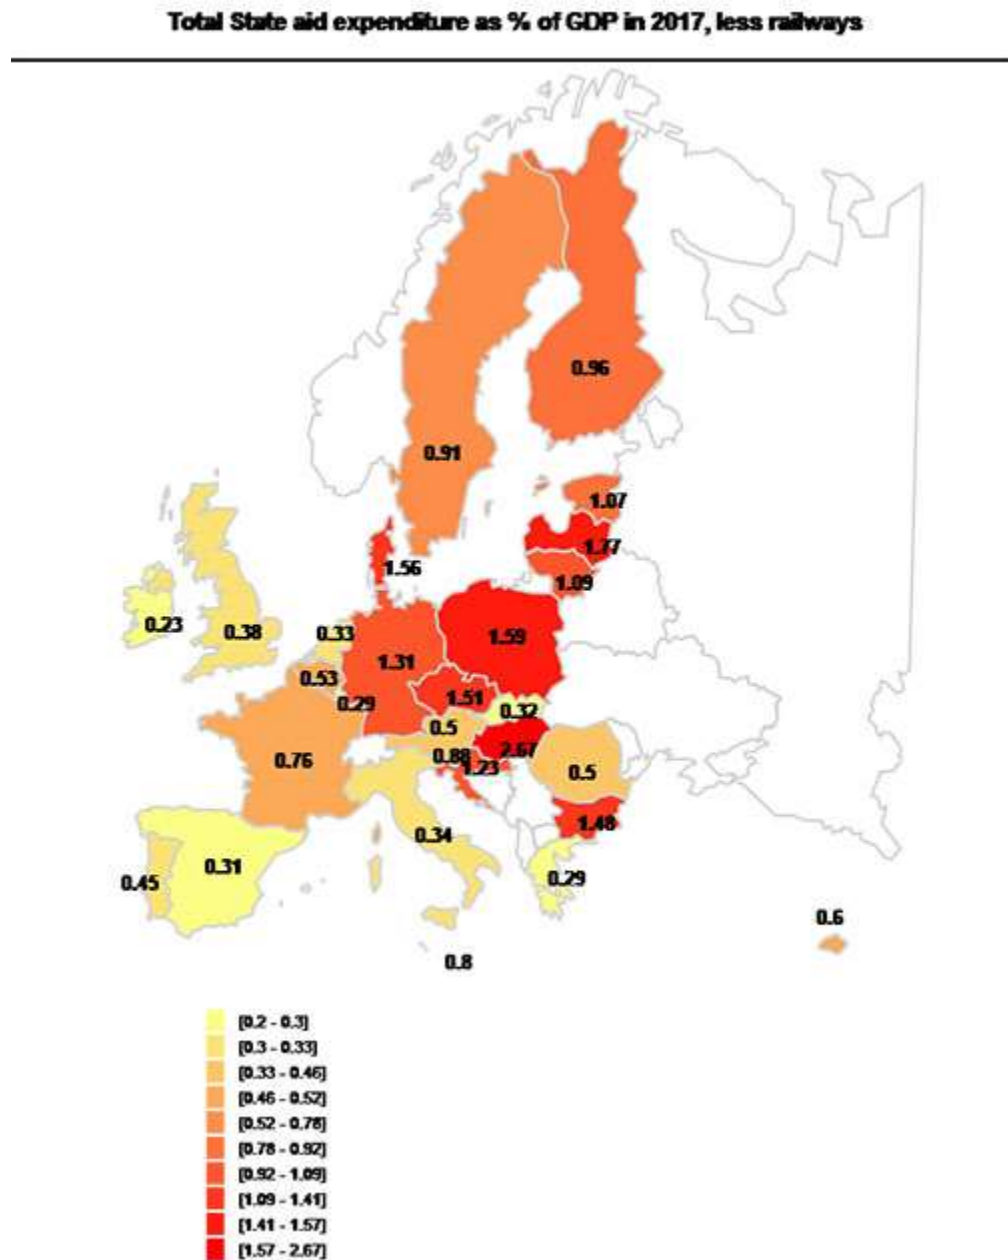 Total State aid expenditure as % of GDP in 2017, less railways
0.96
0.91
1.07
1.77
1.56
1.09
0.23
0.38
0.33
1.59
1.31
0.53
0.29
1.51
0.32
0.5
2.67
0.88
1.23
0.76
0.5
1.48
0.34
0.31
0.45
0.29
0.6
0.8
[0.2 - 0.3]
[0.3 - 0.33]
[0.33 - 0.46]
[0.46 - 0.52]
[0.52 - 0.78]
[0.78 - 0.92]
[0.92 - 1.09]
[1.09 - 1.41]
[1.41 - 1.57]
[1.57 - 2.67]